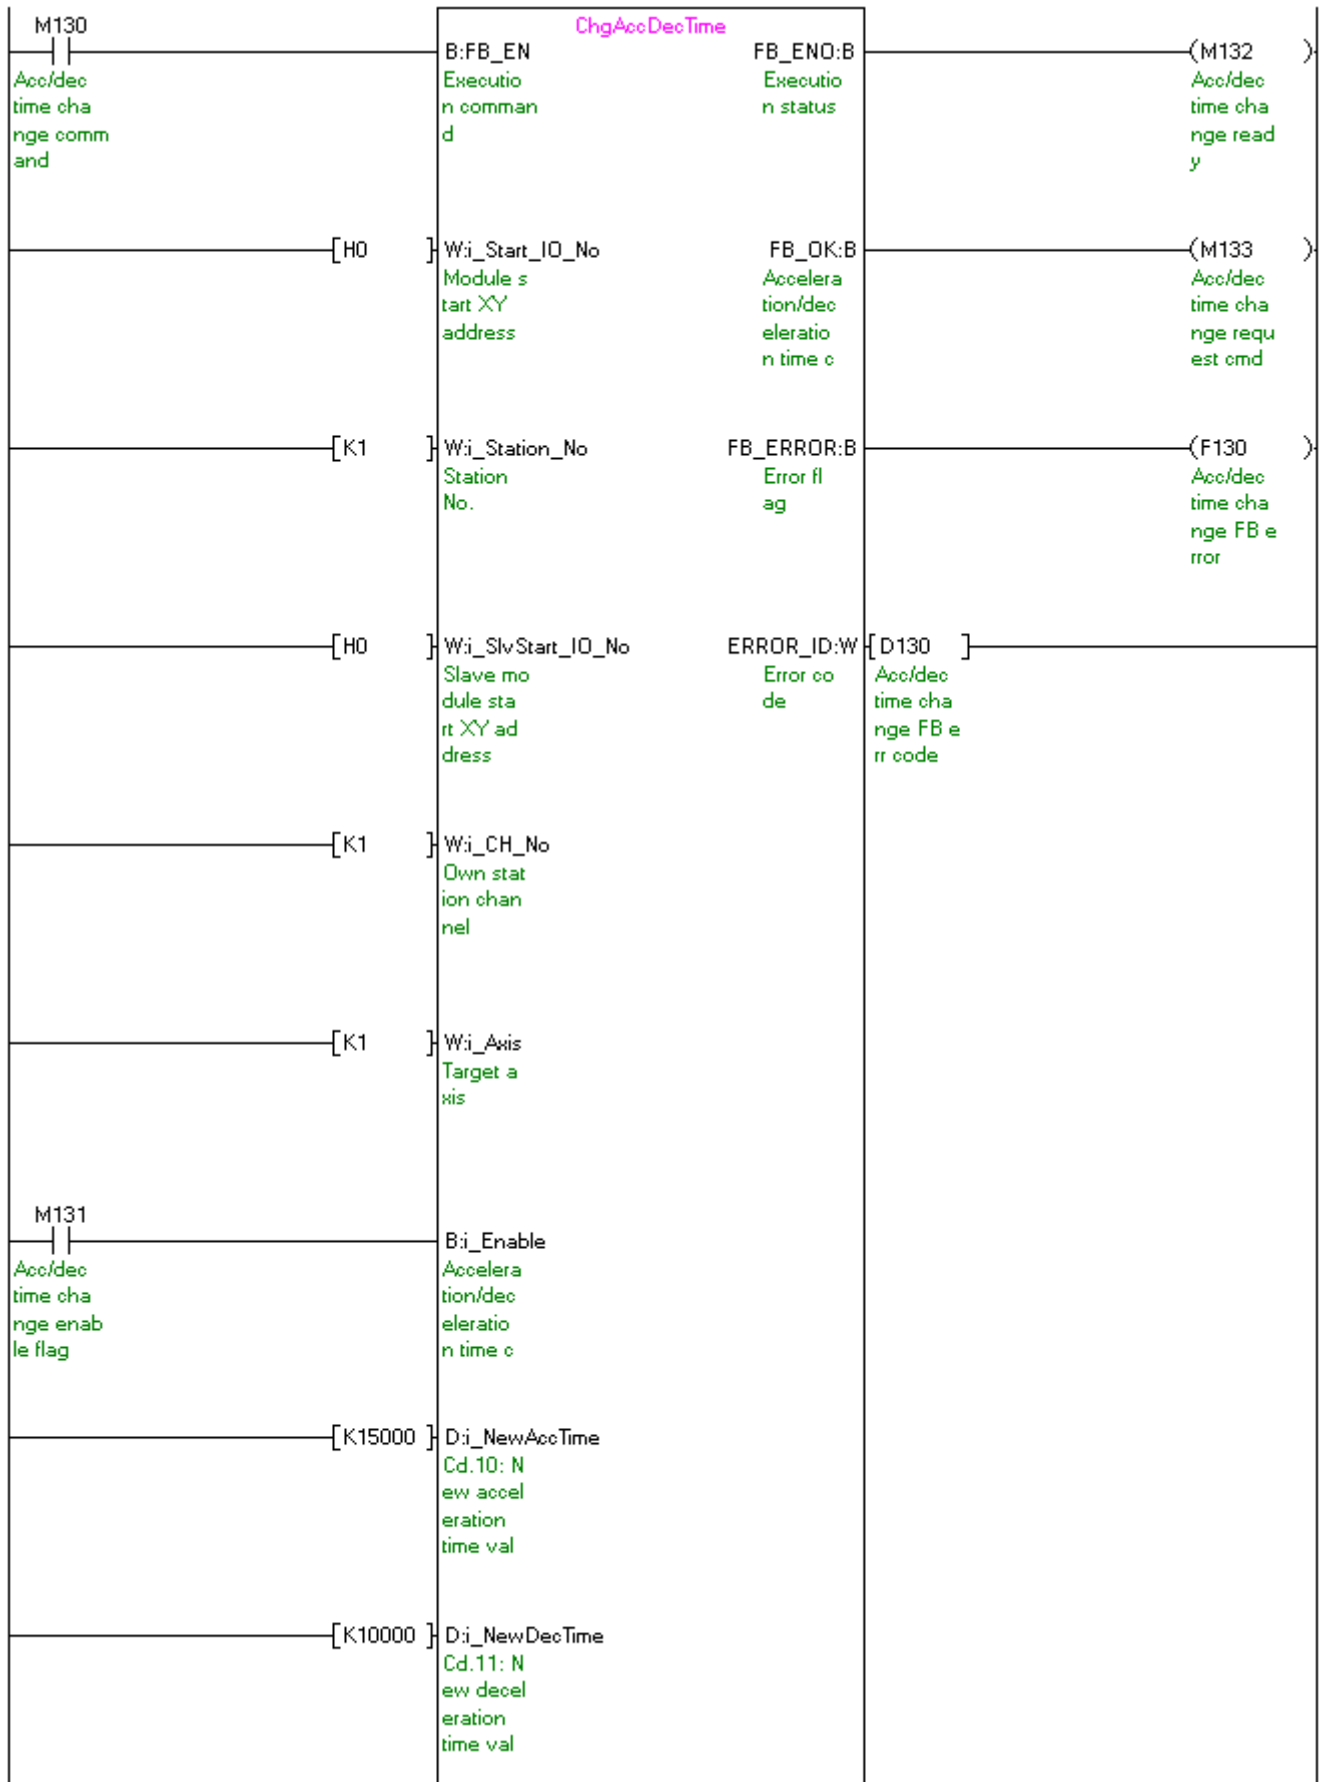 M130
ChgAccDecTime
B:FB_EN
FB_ENO:B
(M132 )
Acc/dec
time cha
nge comm
and
Executio
n comman
d
Executio
n status
Acc/dec
time cha
nge read
y
[H0 ]
W:i_Start_IO_No
FB_OK:B
(M133 )
Module s
tart XY
address
Accelera
tion/dec
eleratio
n time c
Acc/dec
time cha
nge requ
est cmd
[K1 ]
W:i_Station_No
FB_ERROR:B
(F130 )
Station
No.
Error fl
ag
Acc/dec
time cha
nge FB e
rror
[H0 ]
W:i_SlvStart_IO_No
ERROR_ID:W
[D130 ]
Slave mo
dule sta
rt XY ad
dress
Error co
de
Acc/dec
time cha
nge FB e
rr code
[K1 ]
W:i_CH_No
Own stat
ion chan
nel
[K1 ]
W:i_Axis
Target a
xis
M131
B:i_Enable
Acc/dec
time cha
nge enab
le flag
Accelera
tion/dec
eleratio
n time c
[K15000 ]
D:i_NewAccTime
Cd.10: N
ew accel
eration
time val
[K10000 ]
D:i_NewDecTime
Cd.11: N
ew decel
eration
time val